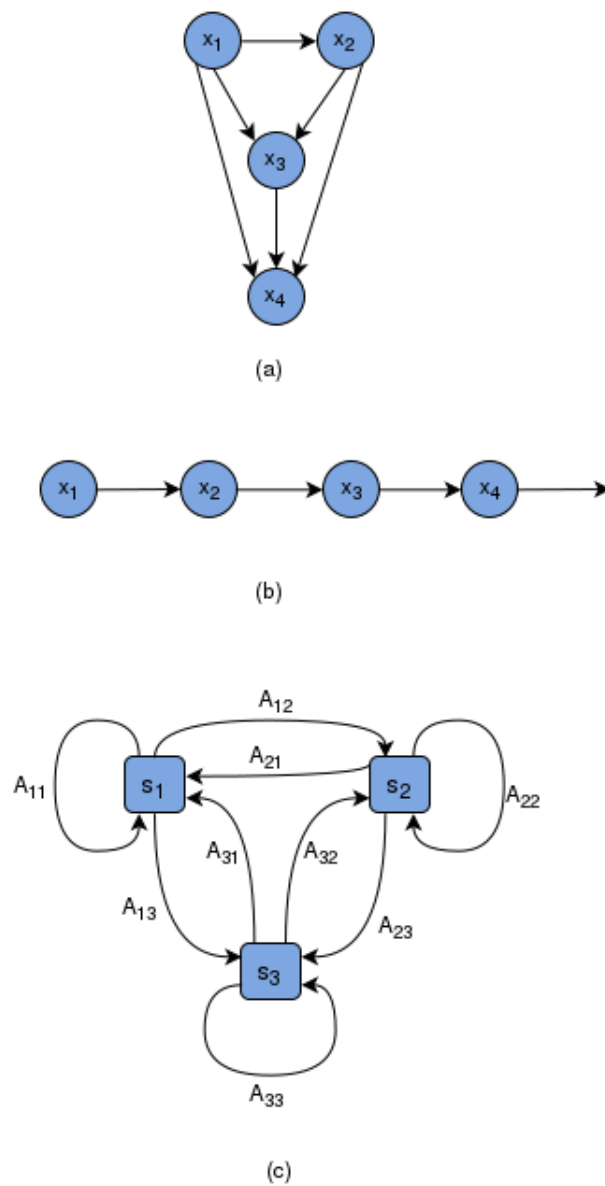 x1 x2
x3
x4
(a)
x1 x2 x3 x4
(b)
A12
A21
A11 s1 s2 A22
A31 A32
A13 A23
s3
A33
(c)